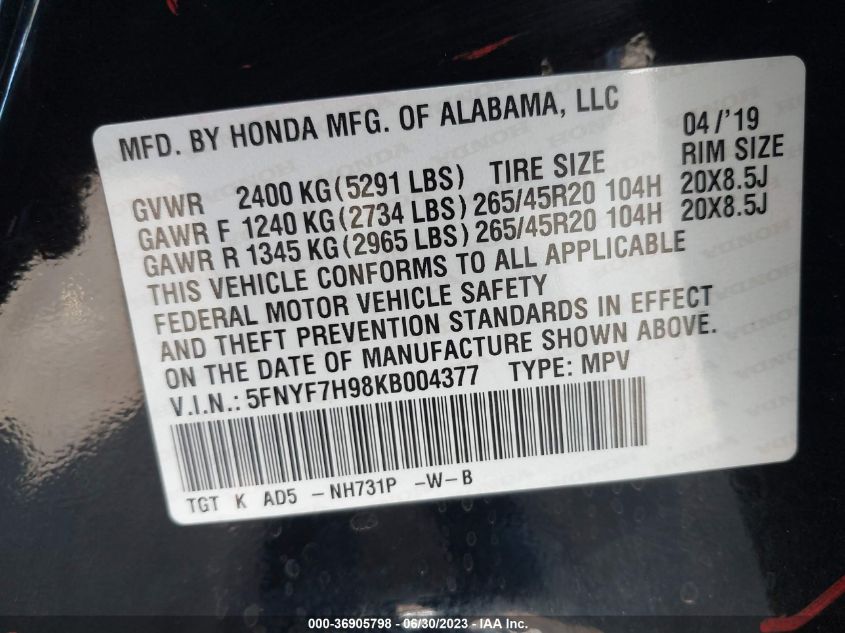 MFD. BY HONDA MFG. OF ALABAMA, LLC 04/'19
GVWR 2400 KG(5291 LBS) TIRE SIZE RIM SIZE
GAWR F 1240 KG(2734 LBS) 265/45R20 104H 20X8.5J
GAWR R 1345 KG(2965 LBS) 265/45R20 104H 20X8.5J
THIS VEHICLE CONFORMS TO ALL APPLICABLE
FEDERAL MOTOR VEHICLE SAFETY
AND THEFT PREVENTION STANDARDS IN EFFECT
ON THE DATE OF MANUFACTURE SHOWN ABOVE.
V.I.N.: 5FNYF7H98KB004377 TYPE: MPV
TGT K AD5 -NH731P -W-B
000-36905798 - 06/30/2023 - IAA Inc.